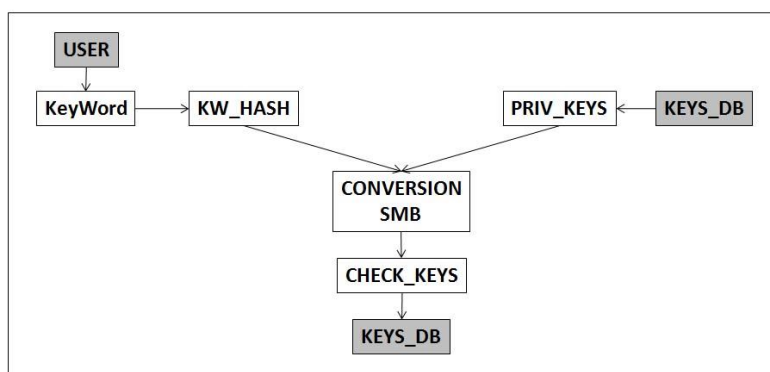 USER
KeyWord
KW_HASH
PRIV_KEYS
KEYS_DB
CONVERSION
SMB
CHECK_KEYS
KEYS_DB